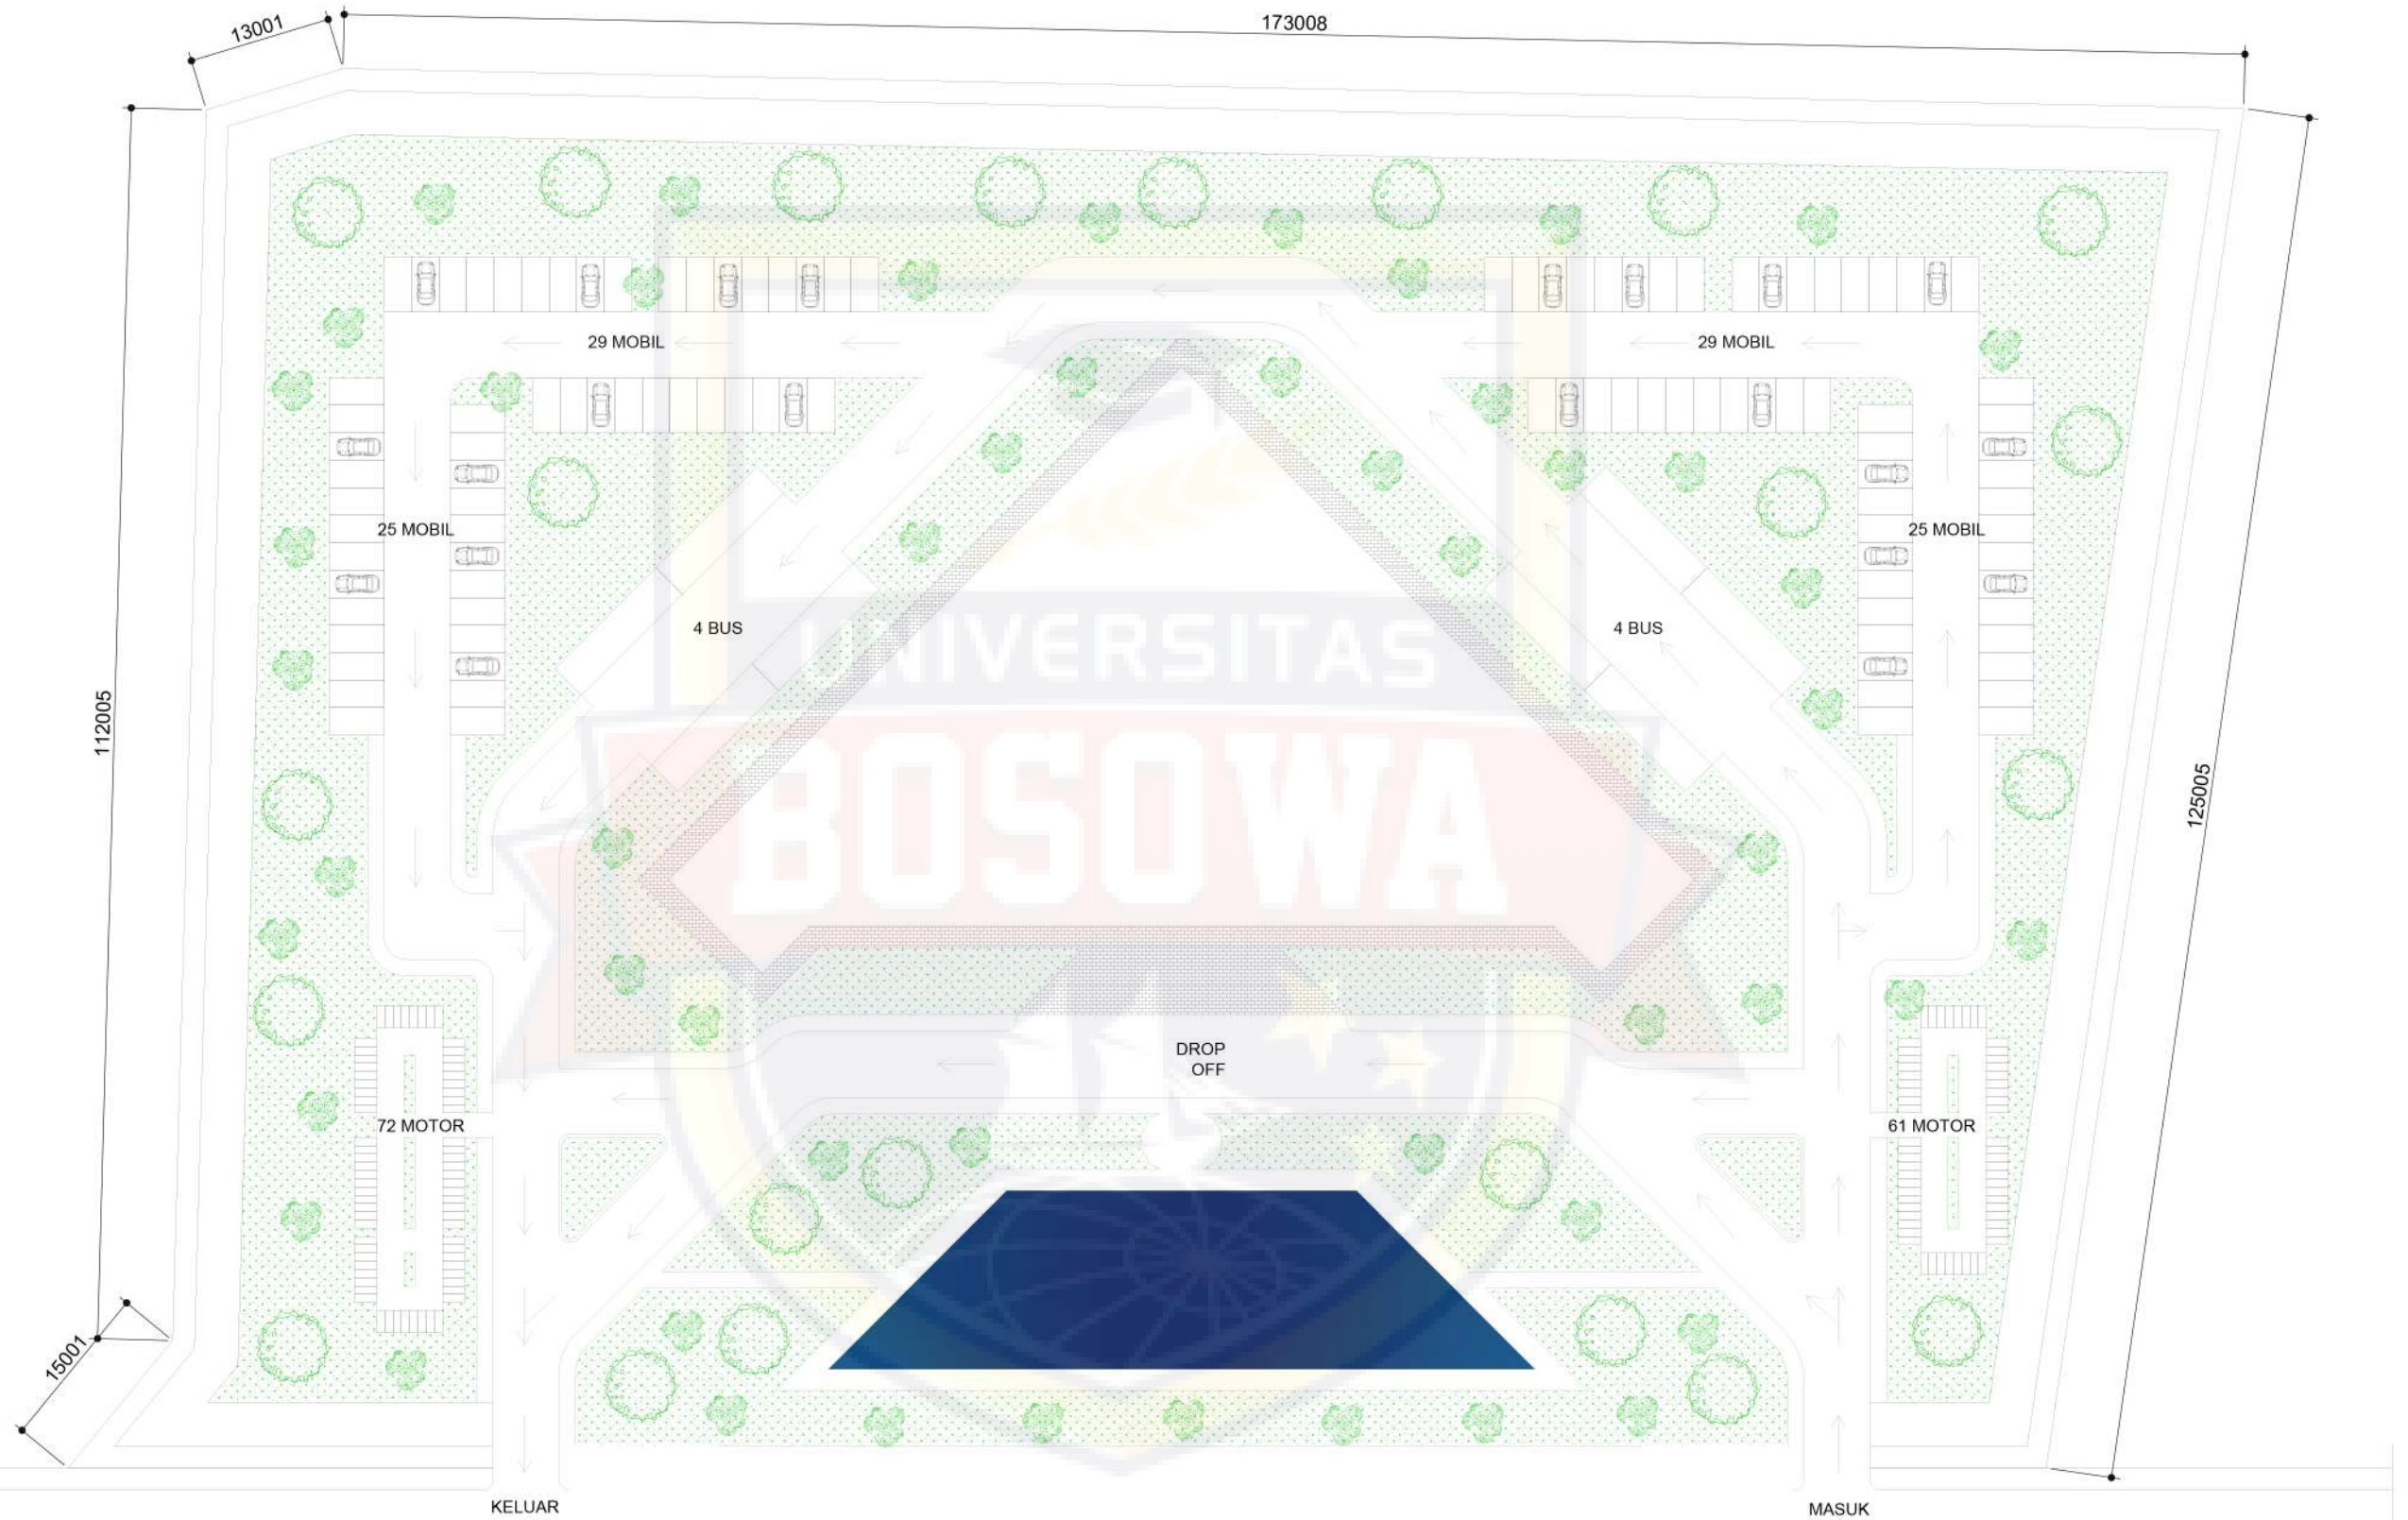 13001
173008
29 MOBIL
29 MOBIL
25 MOBIL
25 MOBIL
4 BUS
4 BUS
UNIVERSITAS
BOSOWA
112005
125005
DROP
OFF
72 MOTOR
61 MOTOR
15001
KELUAR
MASUK